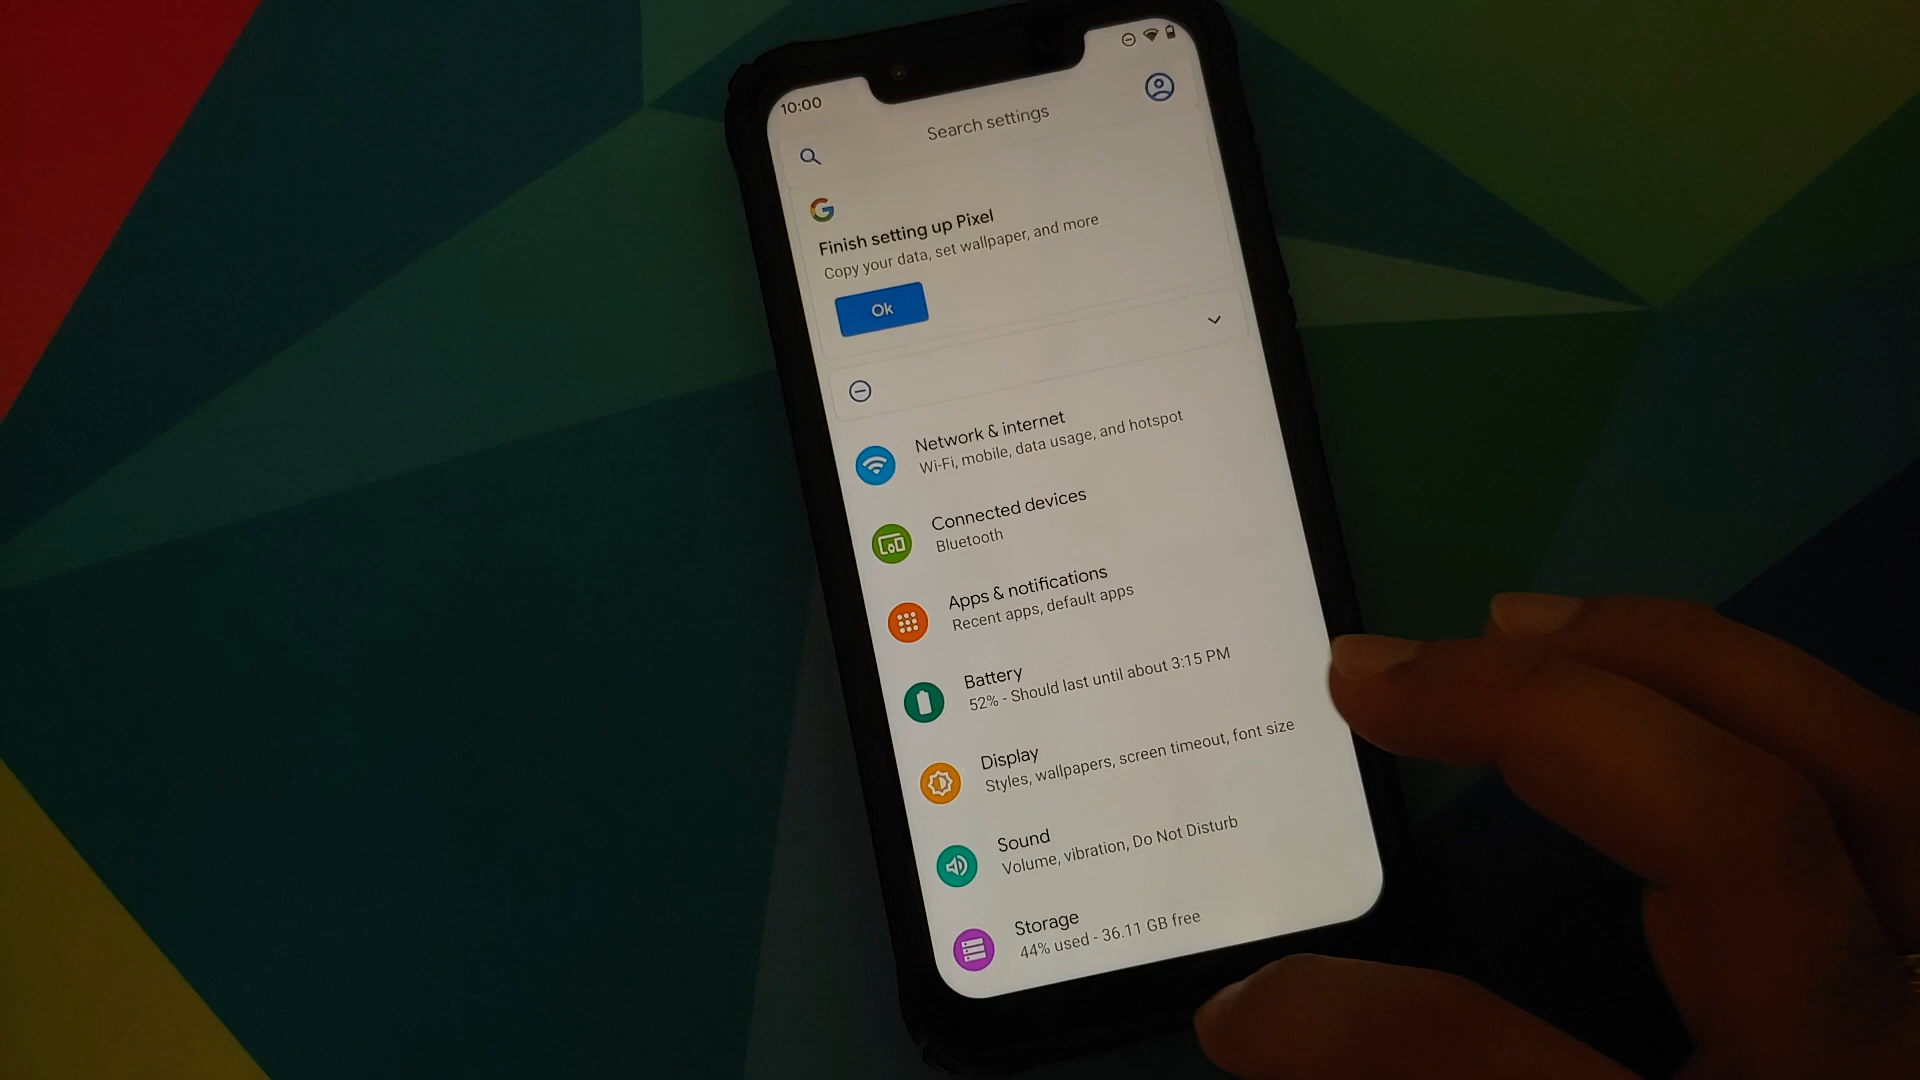 10:00
Search settings
Finish setting up Pixel
Copy your data, set wallpaper, and more
Ok
Network & internet
Wi-Fi, mobile, data usage, and hotspot
Connected devices
Bluetooth
Apps & notifications
Recent apps, default apps
Battery
52% - Should last until about 3:15 PM
Display
Styles, wallpapers, screen timeout, font size
Sound
Volume, vibration, Do Not Disturb
Storage
44% used - 36.11 GB free